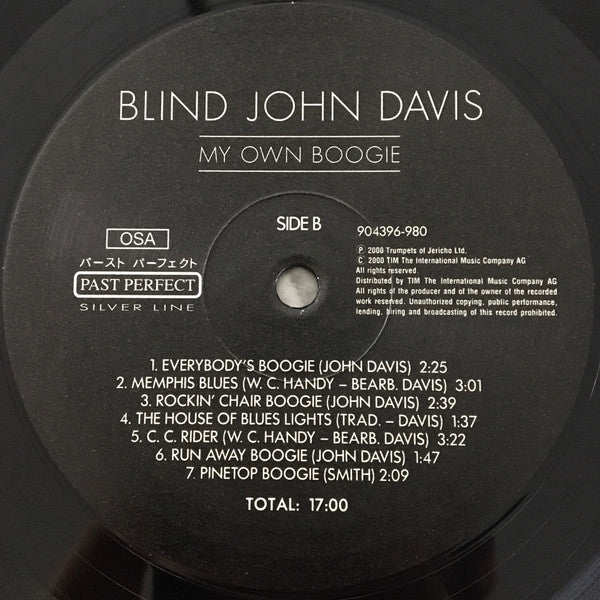 BLIND JOHN DAVIS
MY OWN BOOGIE
SIDE B
OSA
パースト パーフェクト
PAST PERFECT
SILVER LINE
904396-980
Ⓟ 2000 Trumpets of Jericho Ltd.
C 2000 TIM The International Music Company AG
All rights reserved.
Distributed by TIM The International Music Company AG
All rights of the producer and of the owner of the recorded
work reserved. Unauthorized copying, public performance,
lending, hiring and broadcasting of this record prohibited.
1. EVERYBODY'S BOOGIE (JOHN DAVIS) 2:25
2. MEMPHIS BLUES (W. C. HANDY – BEARB. DAVIS) 3:01
3. ROCKIN' CHAIR BOOGIE (JOHN DAVIS) 2:39
4. THE HOUSE OF BLUES LIGHTS (TRAD. – DAVIS) 1:37
5. C. C. RIDER (W. C. HANDY – BEARB. DAVIS) 3:22
6. RUN AWAY BOOGIE (JOHN DAVIS) 1:47
7. PINETOP BOOGIE (SMITH) 2:09
TOTAL: 17:00